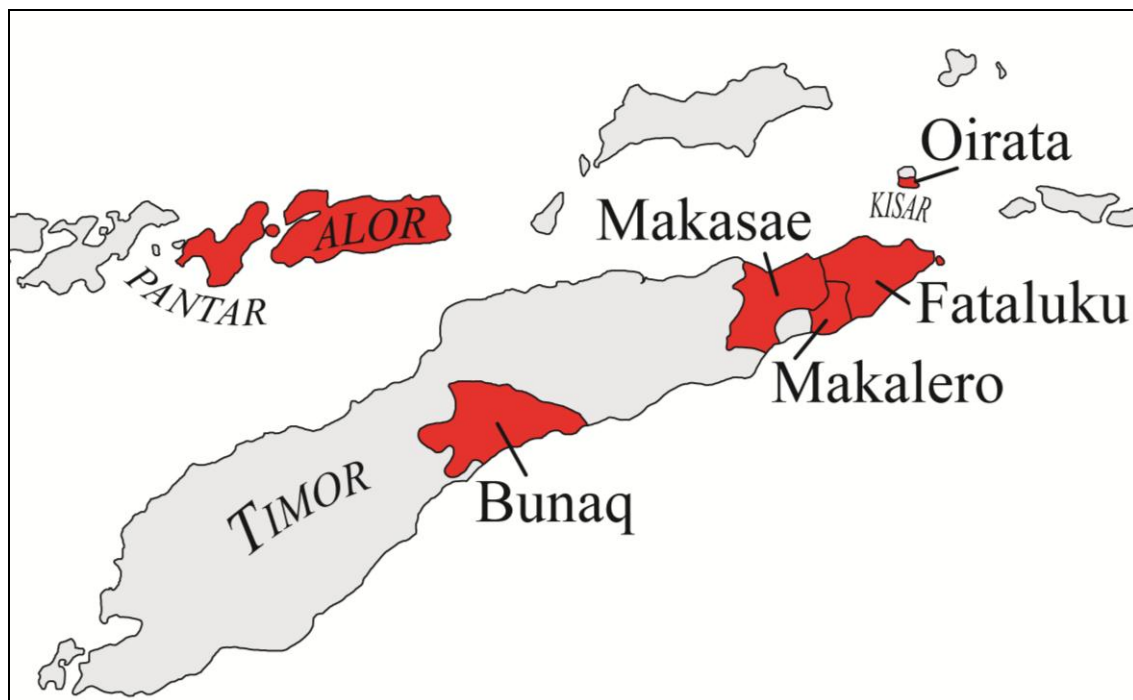 Oirata
KISAR
Makasae
ALOR
PANTAR
Fataluku
Makalero
TIMOR
Bunaq